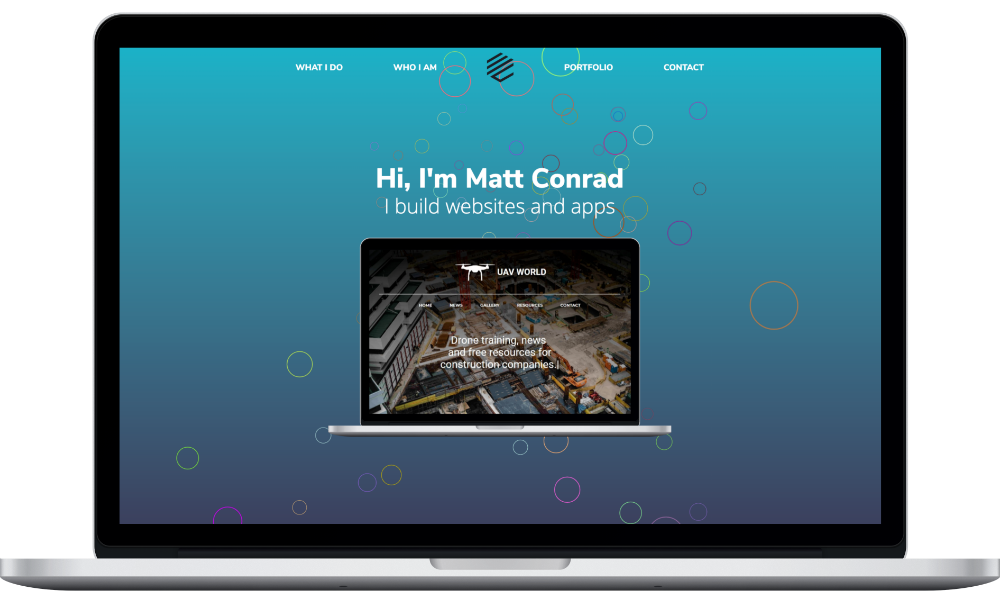 WHAT I DO
WHO I AM
PORTFOLIO
CONTACT
Hi, I'm Matt Conrad
I build websites and apps
UAV WORLD
HOME
NEWS
GALLERY
RESOURCES
CONTACT
Drone training, news
and free resources for
construction companies.|